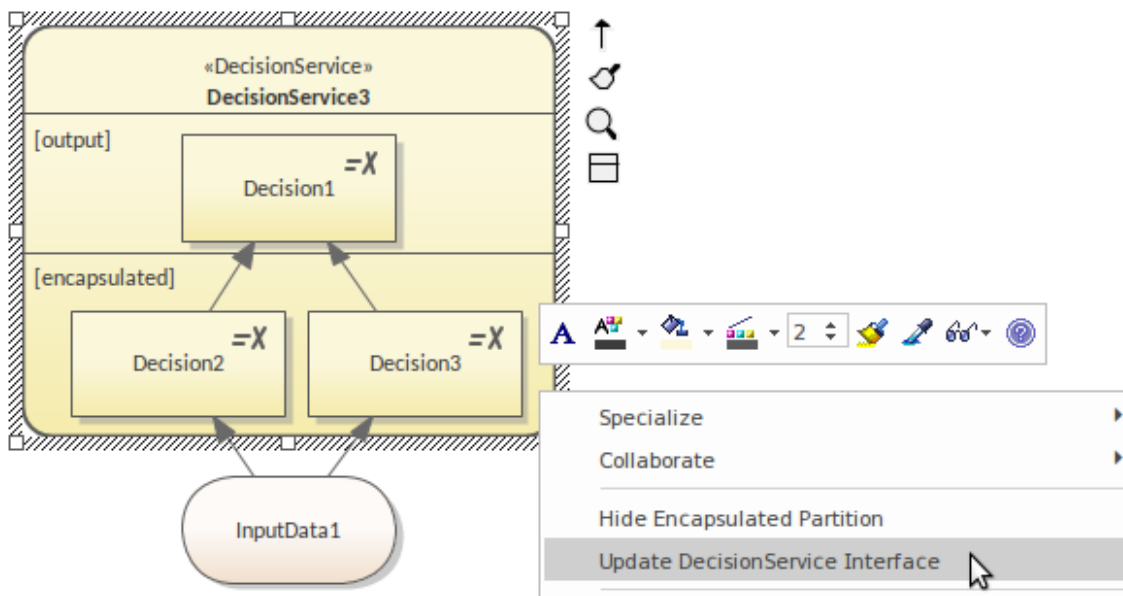 «DecisionService»
DecisionService3
[output]
=X
Decision1
[encapsulated]
=X
Decision2
=X
Decision3
A A 2
Specialize
Collaborate
InputData1
Hide Encapsulated Partition
Update DecisionService Interface